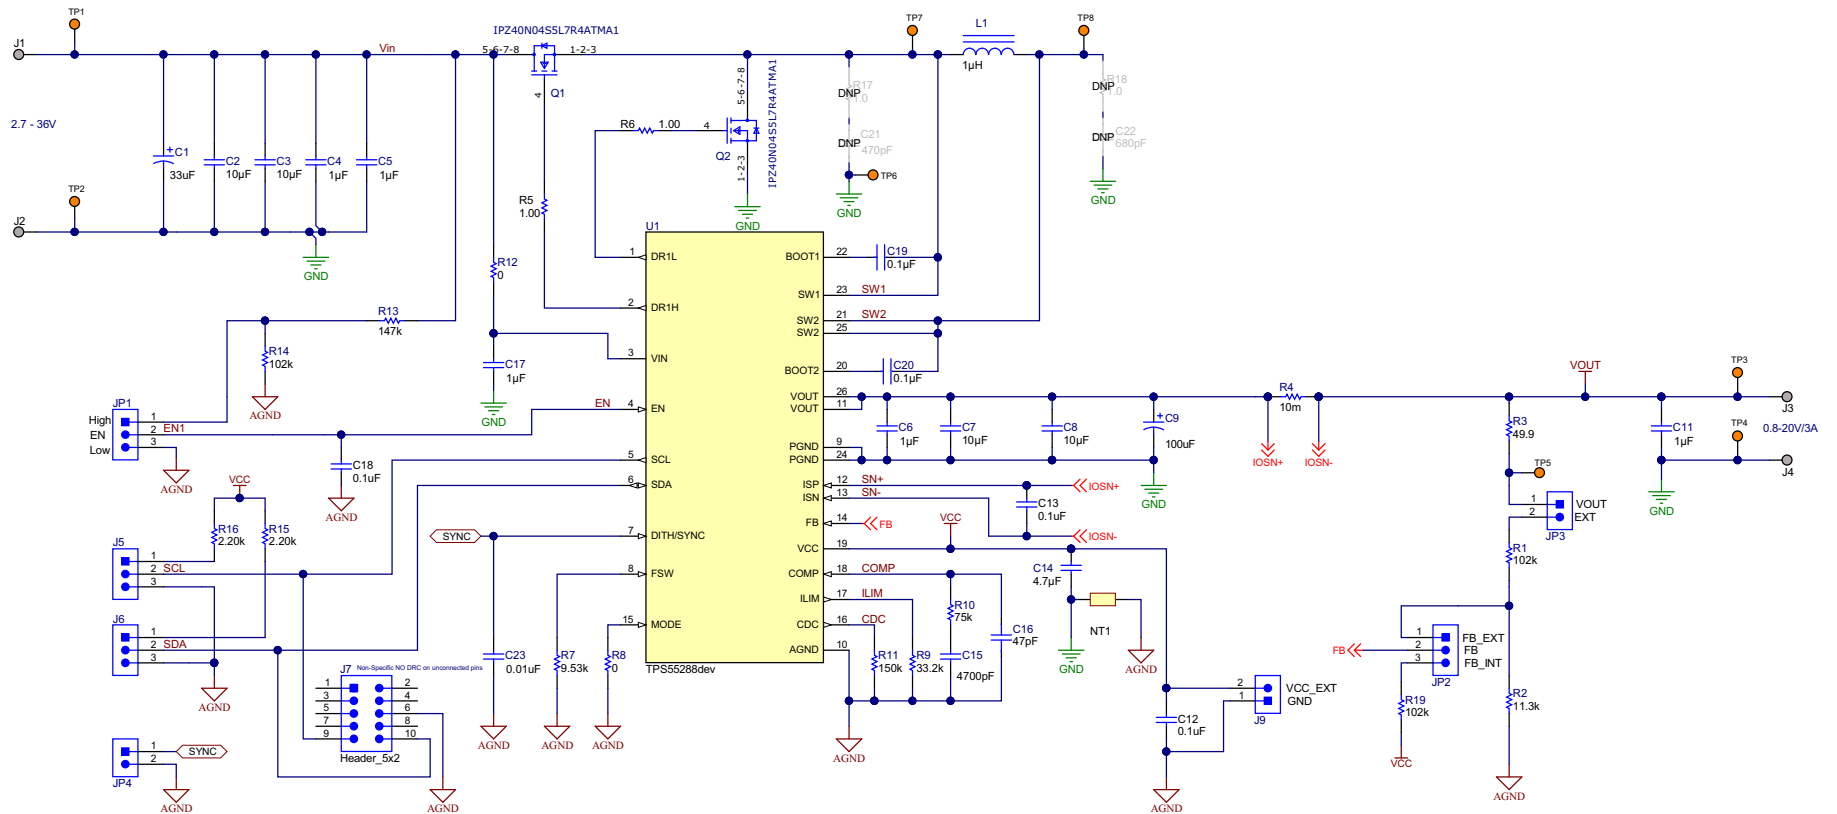 TP1
J1
Vin
IPZ40N04S5L7R4ATMA1
5-6-7-8
1-2-3
4
Q1
TP7
L1
1µH
TP8
2.7 - 36V
C1
33uF
C2
10µF
C3
10µF
C4
1µF
C5
1µF
TP2
J2
GND
R6
1.00
4
Q2
5-6-7-8
1-2-3
IPZ40N04S5L7R4ATMA1
GND
R17
1.0
DNP
C21
470pF
DNP
TP6
GND
R18
1.0
DNP
C22
680pF
DNP
GND
R5
1.00
R12
0
R13
147k
R14
102k
AGND
C17
1µF
GND
U1
1 DR1L
2 DR1H
3 VIN
4 EN
5 SCL
6 SDA
7 DITH/SYNC
8 FSW
15 MODE
BOOT1 22
SW1 23
SW2 21
SW2 25
BOOT2 20
VOUT 26
VOUT 11
PGND 9
PGND 24
ISP 12
ISN 13
FB 14
VCC 19
COMP 18
ILIM 17
CDC 16
AGND 10
TPS55288dev
C19
0.1µF
SW1
SW2
C20
0.1µF
JP1
High
EN
Low
1
2
3
EN1
EN
AGND
C18
0.1uF
AGND
VCC
R16
2.20k
R15
2.20k
J5
1
2
3
SCL
J6
1
2
3
SDA
AGND
J7
Non-Specific NO DRC on unconnected pins
1
3
5
7
9
2
4
6
8
10
Header_5x2
AGND
JP4
1
2
SYNC
AGND
SYNC
C23
0.01uF
AGND
R7
9.53k
AGND
R8
0
AGND
C6
1µF
C7
10µF
C8
10µF
C9
100uF
GND
R4
10m
IOSN+
IOSN-
SN+
SN-
C13
0.1uF
IOSN+
IOSN-
FB
VCC
C14
4.7µF
NT1
GND
AGND
COMP
ILIM
CDC
R10
75k
C16
47pF
C15
4700pF
R9
33.2k
R11
150k
AGND
2
1
VCC_EXT
GND
J9
C12
0.1uF
AGND
VOUT
TP3
J3
0.8-20V/3A
TP4
J4
C11
1µF
GND
R3
49.9
TP5
1
2
VOUT
EXT
JP3
R1
102k
FB
1
2
3
FB_EXT
FB
FB_INT
JP2
R19
102k
VCC
R2
11.3k
AGND